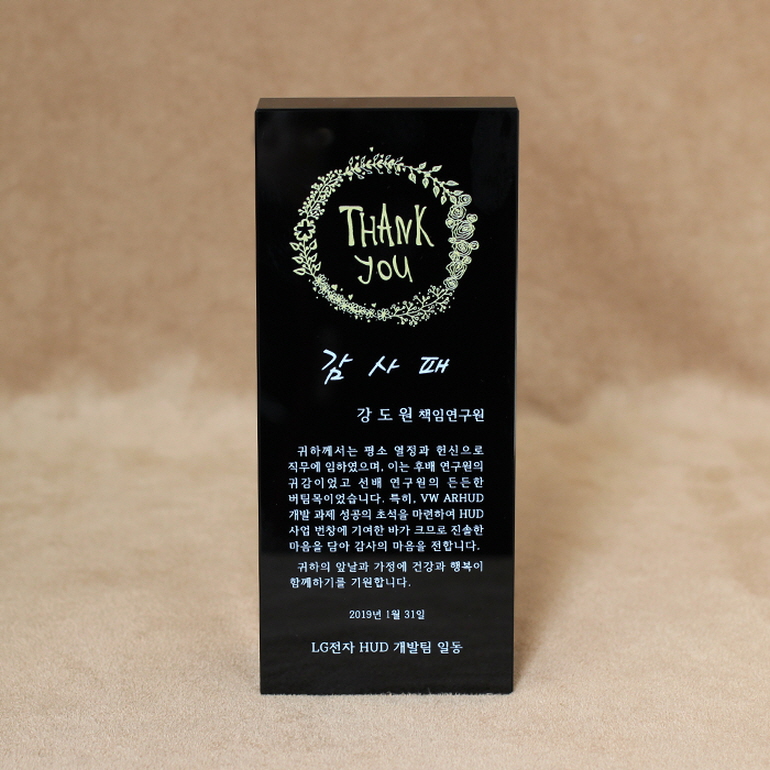 THANK
YOU
감 사 패
강 도 원 책임연구원
귀하께서는 평소 열정과 헌신으로
직무에 임하였으며, 이는 후배 연구원의
귀감이었고 선배 연구원의 든든한
버팀목이었습니다. 특히, VW ARHUD
개발 과제 성공의 초석을 마련하여 HUD
사업 번창에 기여한 바가 크므로 진솔한
마음을 담아 감사의 마음을 전합니다.
귀하의 앞날과 가정에 건강과 행복이
함께하기를 기원합니다.
2019년 1월 31일
LG전자 HUD 개발팀 일동